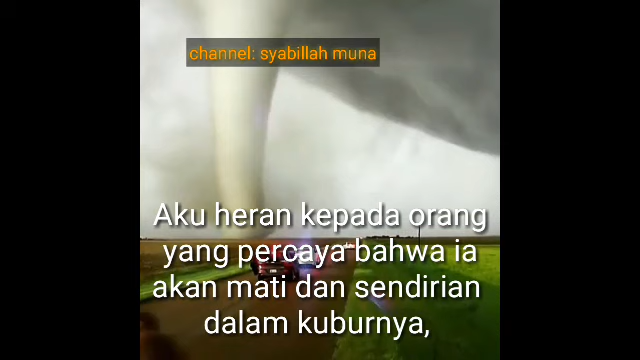 channel: syabillah muna
Aku heran kepada orang
yang percaya bahwa ia
akan mati dan sendirian
dalam kuburnya,